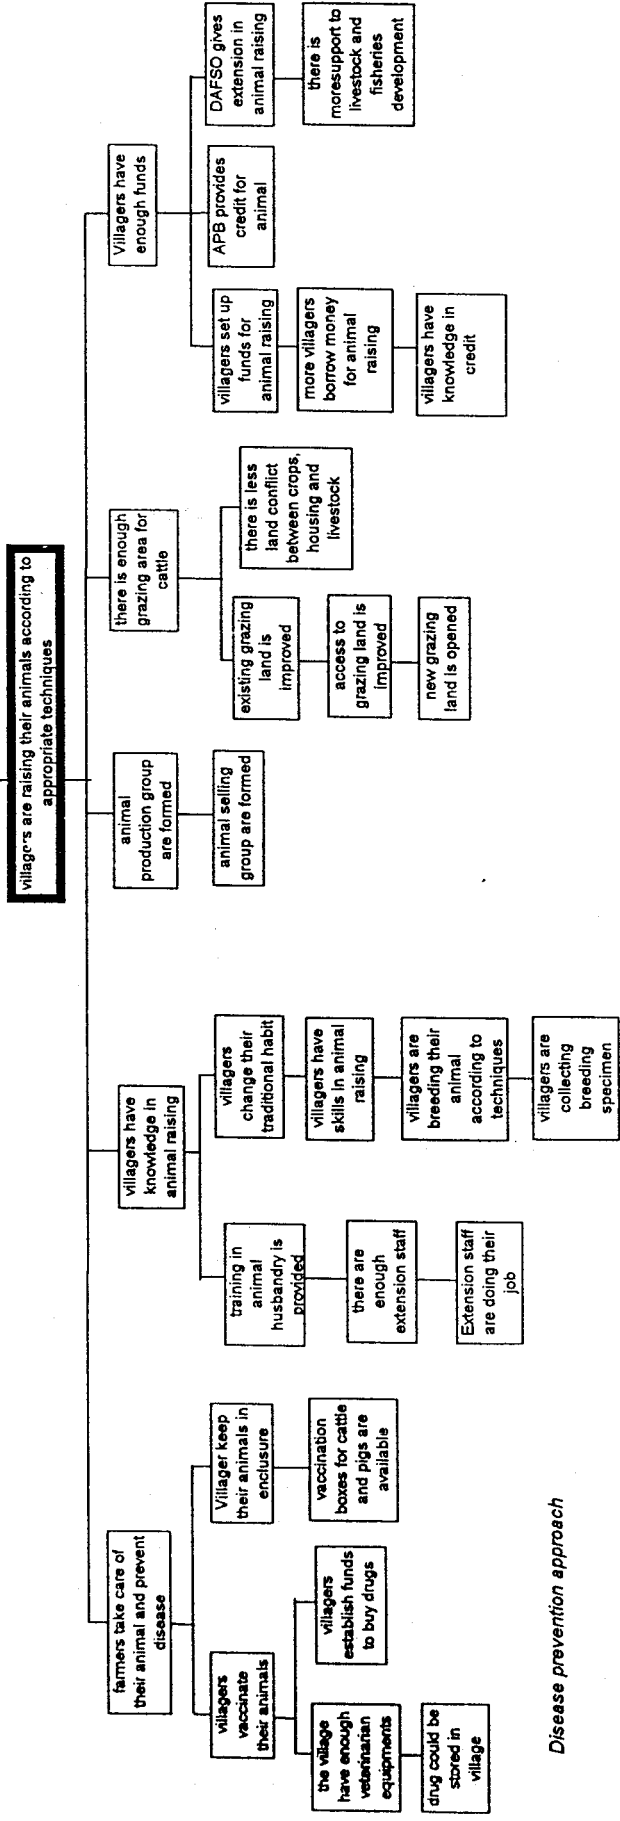 villagers are raising their animals according to
appropriate techniques
farmers take care of
their animal and prevent
disease
villagers have
knowledge in
animal raising
animal
production group
are formed
there is enough
grazing area for
cattle
Villagers have
enough funds
villagers
vaccinate
their animals
Villager keep
their animals in
enclusure
training in
animal
husbandry is
provided
villagers
change their
traditional habit
animal selling
group are formed
existing grazing
land is
improved
there is less
land conflict
between crops,
housing and
livestock
villagers set up
funds for
animal raising
APB provides
credit for
animal
DAFSO gives
extension in
animal raising
the village
have enough
veterinarian
equipments
villagers
establish funds
to buy drugs
vaccination
boxes for cattle
and pigs are
available
there are
enough
extension staff
villagers have
skills in animal
raising
access to
grazing land is
improved
more villagers
borrow money
for animal
raising
there is
moresupport to
livestock and
fisheries
development
drug could be
stored in
village
Extension staff
are doing their
job
villagers are
breeding their
animal
according to
techniques
new grazing
land is opened
villagers have
knowledge in
credit
villagers are
collecting
breeding
specimen
Disease prevention approach